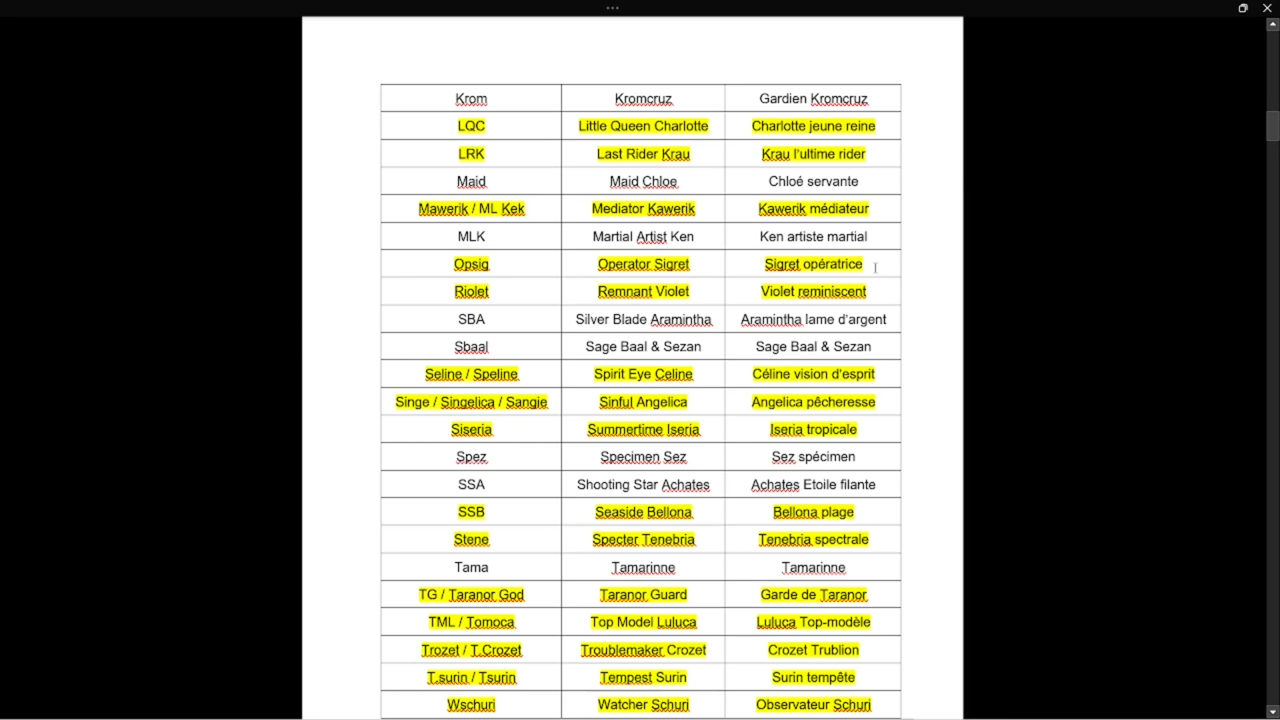 Krom Kromcruz Gardien Kromcruz
LQC Little Queen Charlotte Charlotte jeune reine
LRK Last Rider Krau Krau l'ultime rider
Maid Maid Chloe Chloé servante
Mawerik / ML Kek Mediator Kawerik Kawerik médiateur
MLK Martial Artist Ken Ken artiste martial
Opsig Operator Sigret Sigret opératrice
Riolet Remnant Violet Violet reminiscent
SBA Silver Blade Aramintha Aramintha lame d'argent
Sbaal Sage Baal & Sezan Sage Baal & Sezan
Seline / Speline Spirit Eye Celine Céline vision d'esprit
Singe / Singelica / Sangie Sinful Angelica Angelica pêcheresse
Siseria Summertime Iseria Iseria tropicale
Spez Specimen Sez Sez spécimen
SSA Shooting Star Achates Achates Etoile filante
SSB Seaside Bellona Bellona plage
Stene Specter Tenebria Tenebria spectrale
Tama Tamarinne Tamarinne
TG / Taranor God Taranor Guard Garde de Taranor
TML / Tomoca Top Model Luluca Luluca Top-modèle
Trozet / T.Crozet Troublemaker Crozet Crozet Trublion
T.surin / Tsurin Tempest Surin Surin tempête
Wschuri Watcher Schuri Observateur Schuri